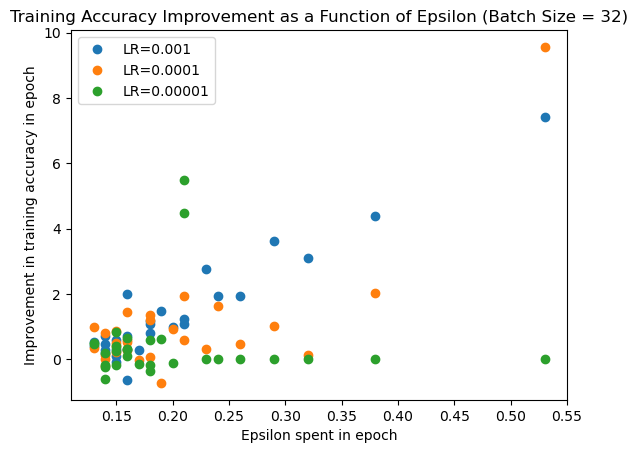 Training Accuracy Improvement as a Function of Epsilon (Batch Size = 32)
LR=0.001
LR=0.0001
LR=0.00001
Improvement in training accuracy in epoch
10
8
6
4
2
0
0.15 0.20 0.25 0.30 0.35 0.40 0.45 0.50 0.55
Epsilon spent in epoch